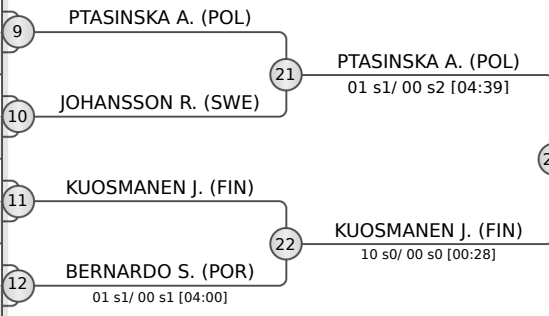 PTASINSKA A. (POL)
9
21
PTASINSKA A. (POL)
01 s1/ 00 s2 [04:39]
JOHANSSON R. (SWE)
10
KUOSMANEN J. (FIN)
11
22
KUOSMANEN J. (FIN)
10 s0/ 00 s0 [00:28]
BERNARDO S. (POR)
12
01 s1/ 00 s1 [04:00]